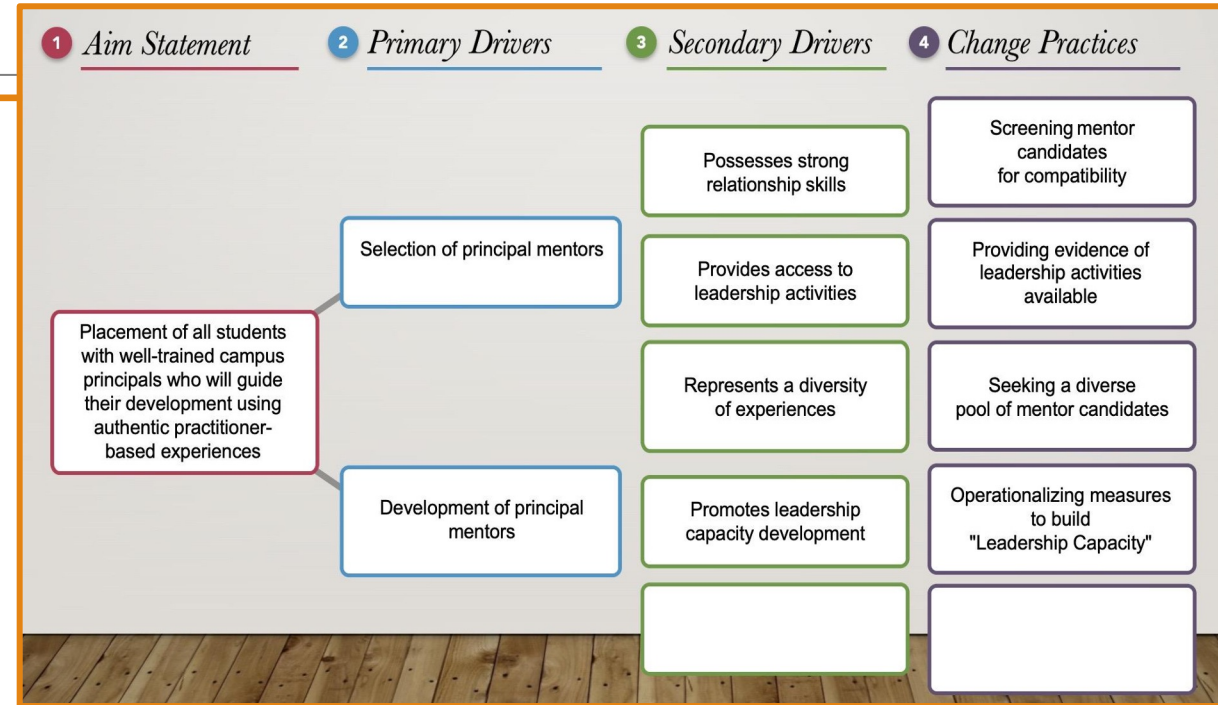 1 Aim Statement
2 Primary Drivers
3 Secondary Drivers
4 Change Practices
Placement of all students
with well-trained campus
principals who will guide
their development using
authentic practitioner-
based experiences
Selection of principal mentors
Development of principal
mentors
Possesses strong
relationship skills
Provides access to
leadership activities
Represents a diversity
of experiences
Promotes leadership
capacity development
Screening mentor
candidates
for compatibility
Providing evidence of
leadership activities
available
Seeking a diverse
pool of mentor candidates
Operationalizing measures
to build
"Leadership Capacity"